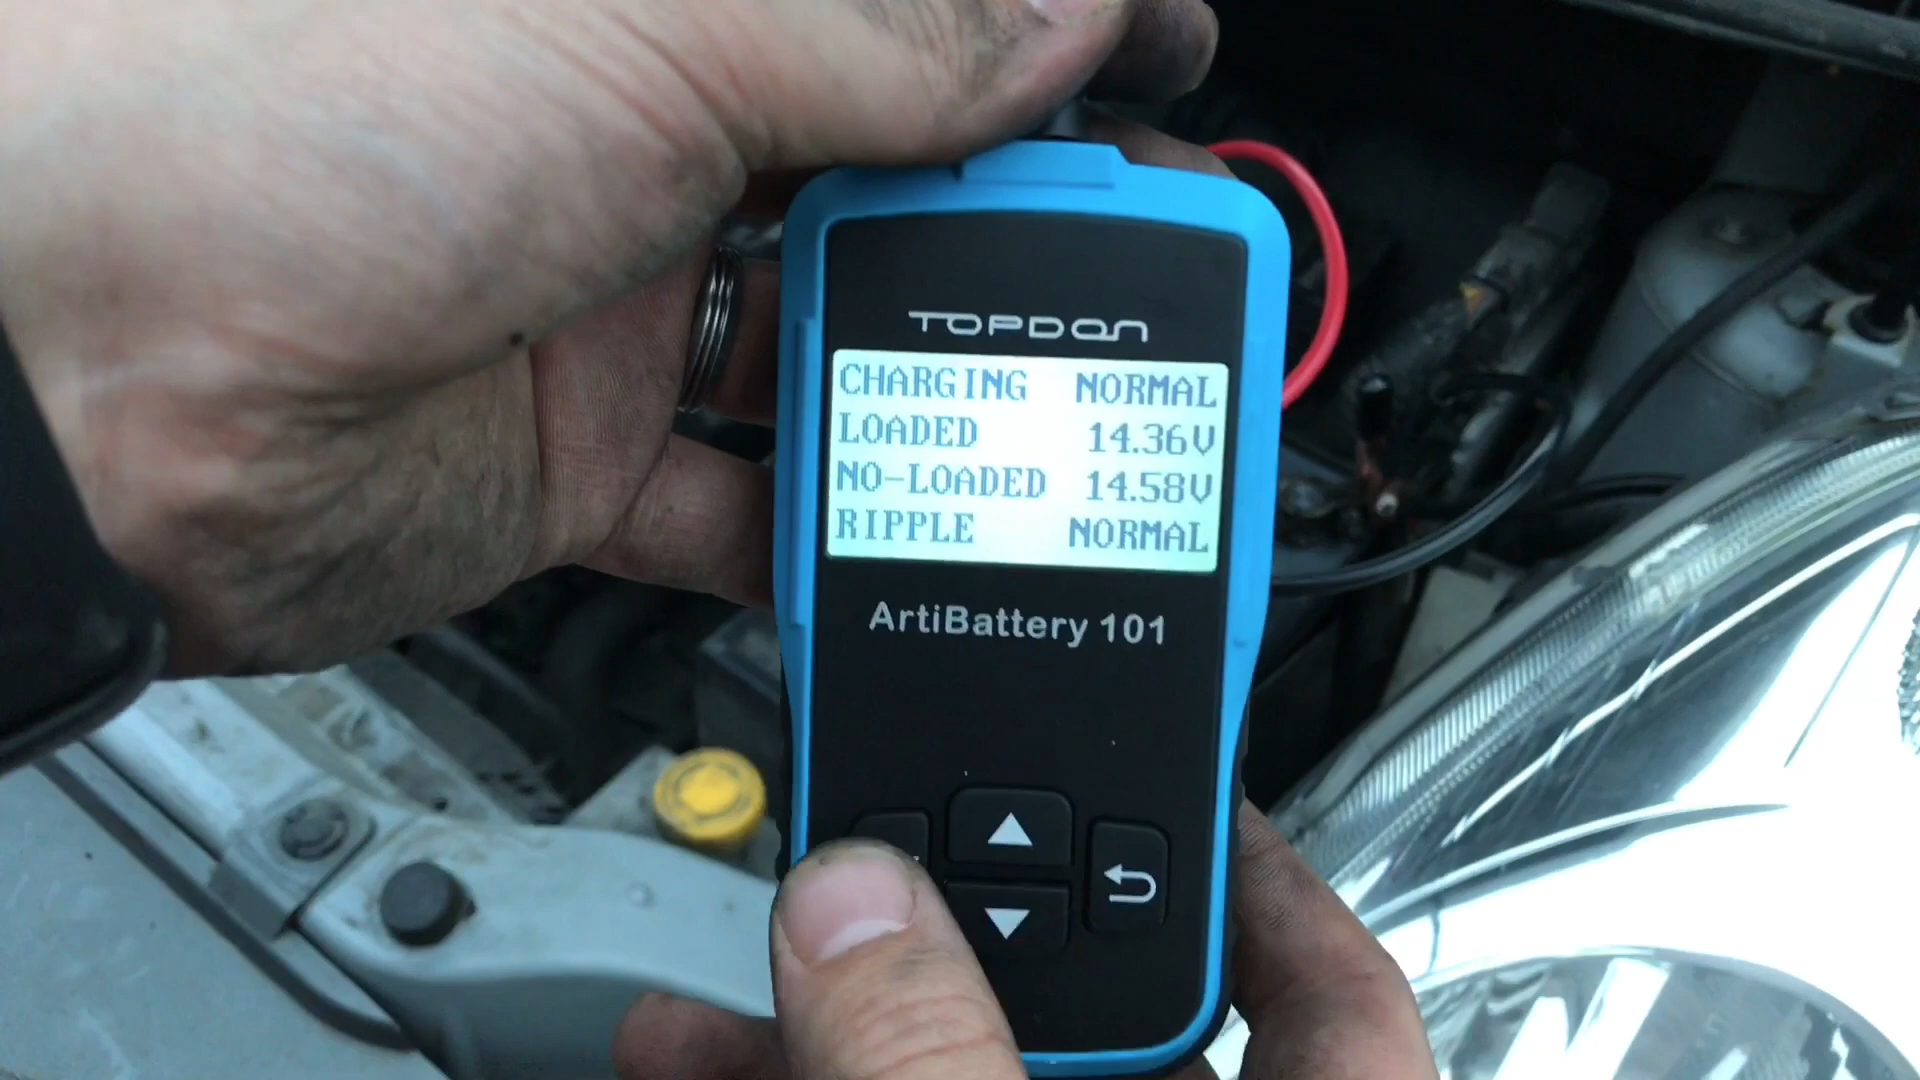 TOPDON
CHARGING NORMAL
LOADED 14.36V
NO-LOADED 14.58V
RIPPLE NORMAL
ArtiBattery 101